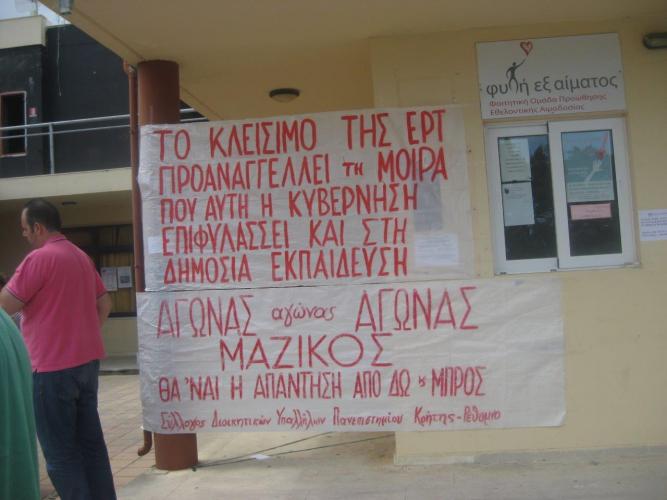 φυλή εξ αίματος
Φοιτητική Ομάδα Προώθησης
Εθελοντικής Αιμοδοσίας
ΤΟ ΚΛΕΙΣΙΜΟ ΤΗΣ ΕΡΤ
ΠΡΟΑΝΑΓΓΕΛΛΕΙ τη ΜΟΙΡΑ
ΠΟΥ ΑΥΤΗ Η ΚΥΒΕΡΝΗΣΗ
ΕΠΙΦΥΛΑΣΣΕΙ ΚΑΙ ΣΤΗ
ΔΗΜΟΣΙΑ ΕΚΠΑΙΔΕΥΣΗ
ΑΓΩΝΑΣ αγώνας ΑΓΩΝΑΣ
ΜΑΖΙΚΟΣ
ΘΑ 'ΝΑΙ Η ΑΠΑΝΤΗΣΗ ΑΠΟ ΔΩ & ΜΠΡΟΣ
Σύλλογος Διοικητικών Υπαλλήλων Πανεπιστημίου Κρήτης-Ρέθυμνο